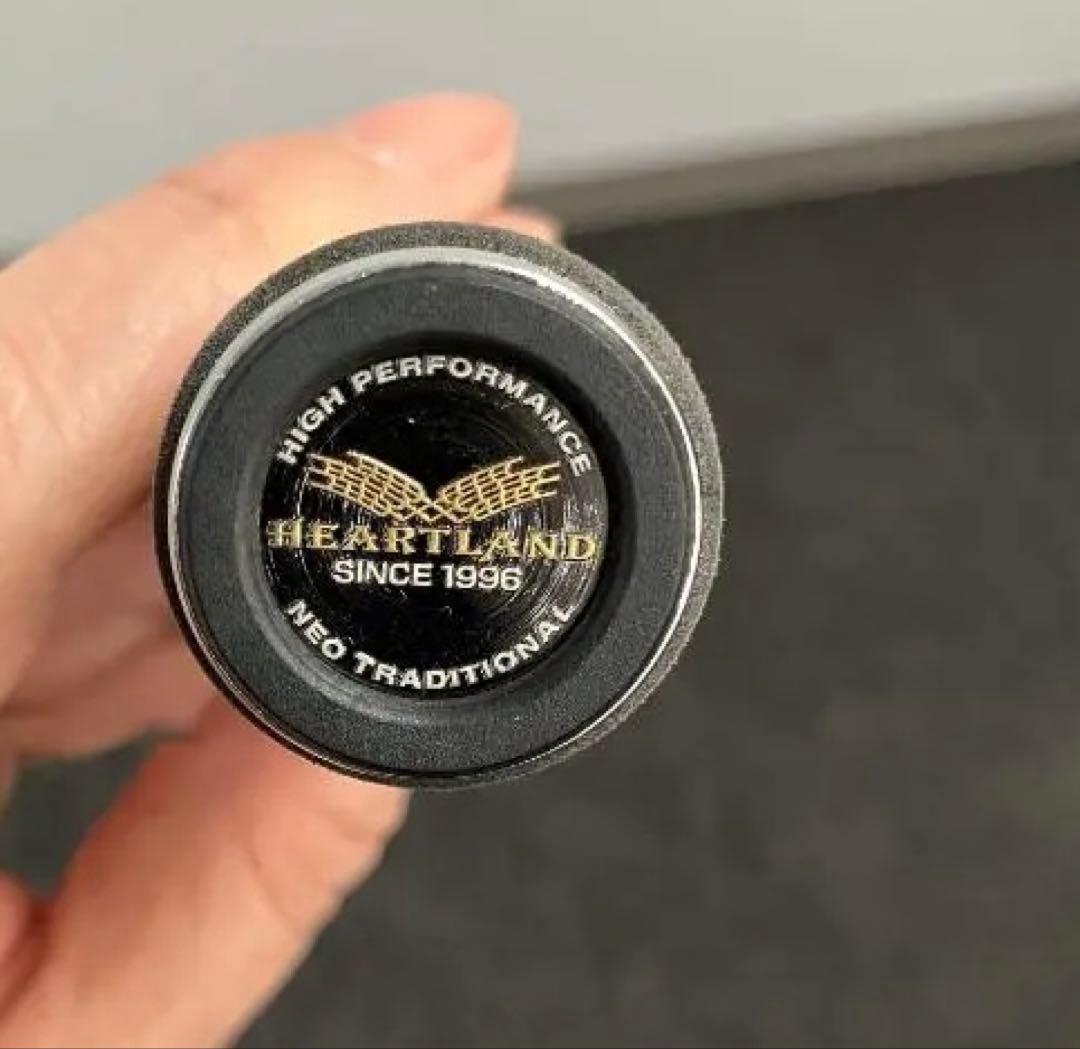 HIGH PERFORMANCE
HEARTLAND
SINCE 1996
NEO TRADITIONAL